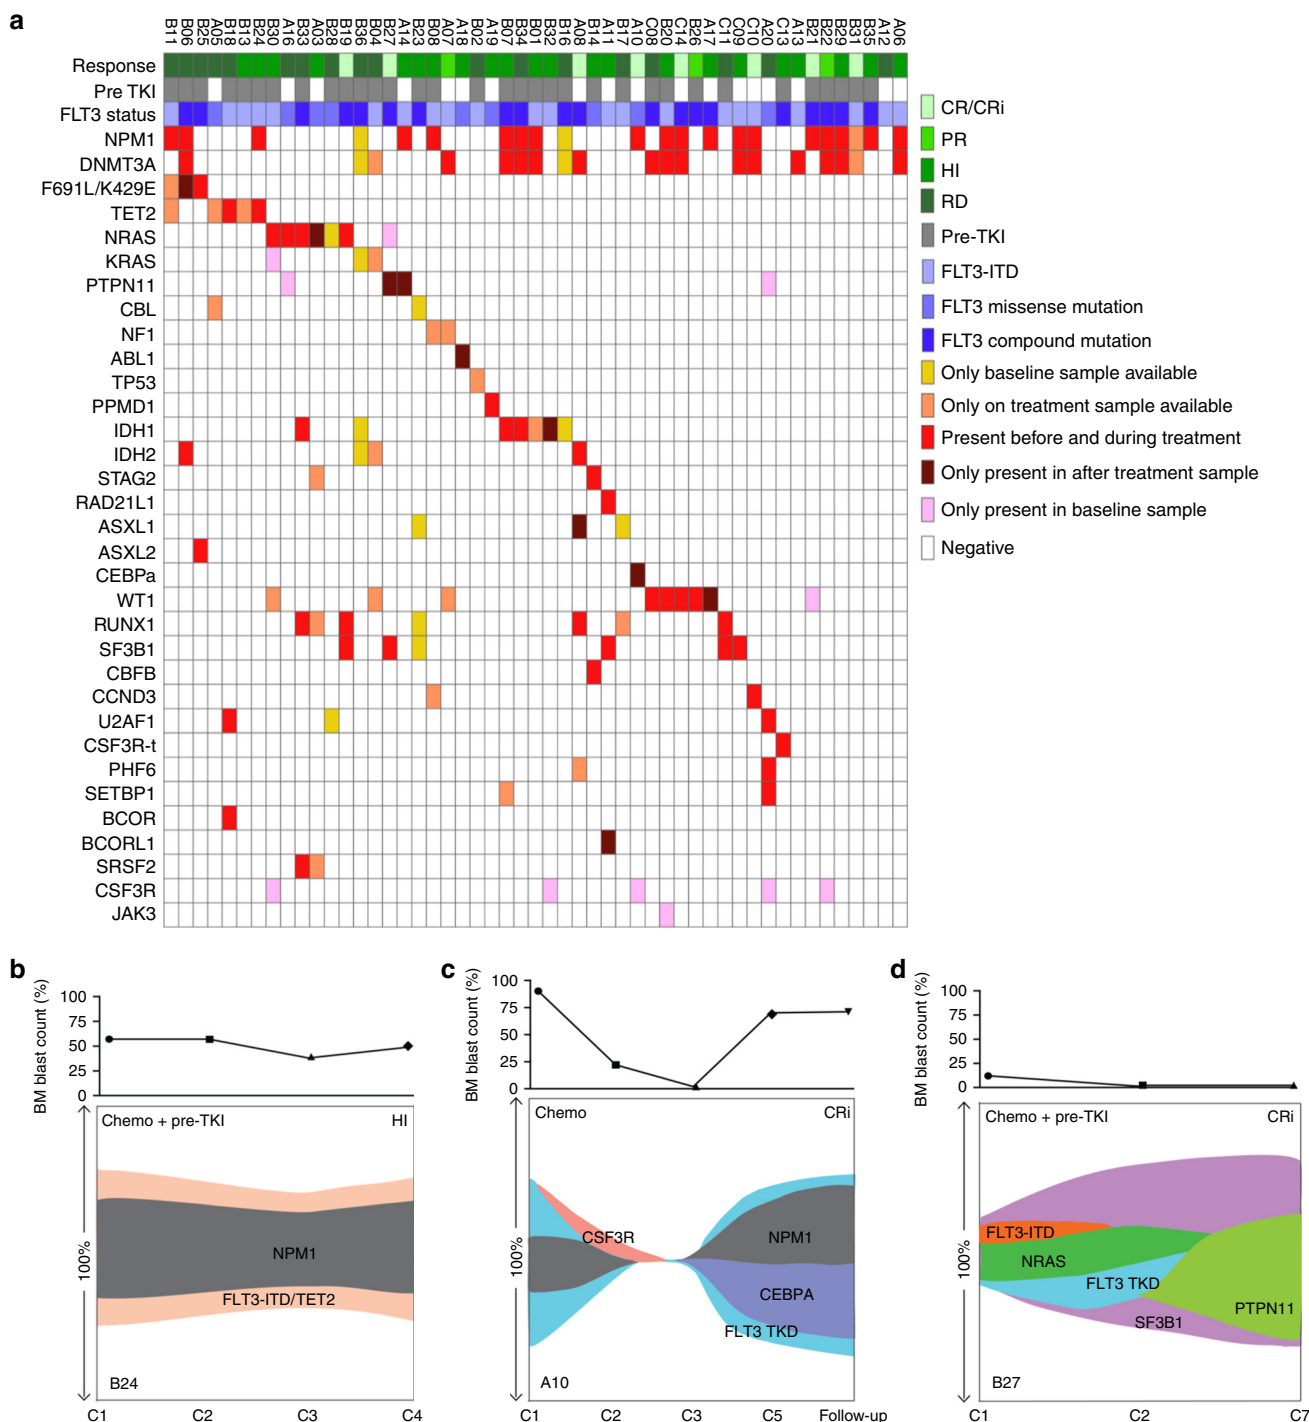 a
B11 B06 B25 A05 B18 B13 B24 B30 A16 B33 A03 B28 B19 B36 B04 B27 A14 B23 B08 A07 A18 B02 A19 B07 B34 B01 B32 B16 A08 B14 A11 B17 A10 C08 B20 C14 B26 A17 C11 C09 C10 A20 C13 A13 B21 B22 B29 B31 B35 A12 A06
Response
Pre TKI
FLT3 status
NPM1
DNMT3A
F691L/K429E
TET2
NRAS
KRAS
PTPN11
CBL
NF1
ABL1
TP53
PPMD1
IDH1
IDH2
STAG2
RAD21L1
ASXL1
ASXL2
CEBPa
WT1
RUNX1
SF3B1
CBFB
CCND3
U2AF1
CSF3R-t
PHF6
SETBP1
BCOR
BCORL1
SRSF2
CSF3R
JAK3
CR/CRi
PR
HI
RD
Pre-TKI
FLT3-ITD
FLT3 missense mutation
FLT3 compound mutation
Only baseline sample available
Only on treatment sample available
Present before and during treatment
Only present in after treatment sample
Only present in baseline sample
Negative
b
BM blast count (%)
100
75
50
25
0
Chemo + pre-TKI HI
100%
NPM1
FLT3-ITD/TET2
B24
C1 C2 C3 C4
c
BM blast count (%)
100
75
50
25
0
Chemo CRi
100%
CSF3R
NPM1
CEBPA
FLT3 TKD
A10
C1 C2 C3 C5 Follow-up
d
BM blast count (%)
100
75
50
25
0
Chemo + pre-TKI CRi
100%
FLT3-ITD
NRAS
FLT3 TKD
PTPN11
SF3B1
B27
C1 C2 C7